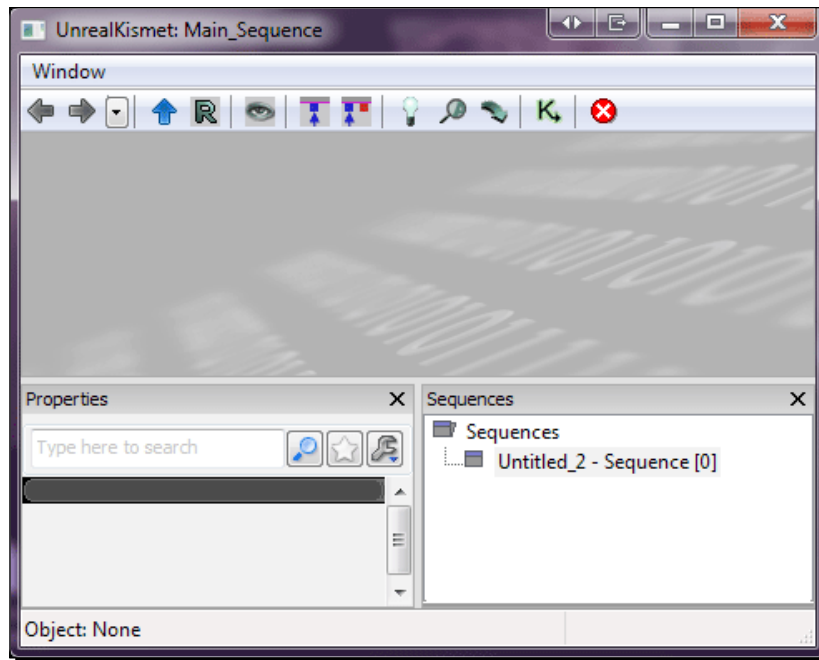 UnrealKismet: Main_Sequence
Window
R
K
Properties
Sequences
Type here to search
Sequences
Untitled_2 - Sequence [0]
Object: None